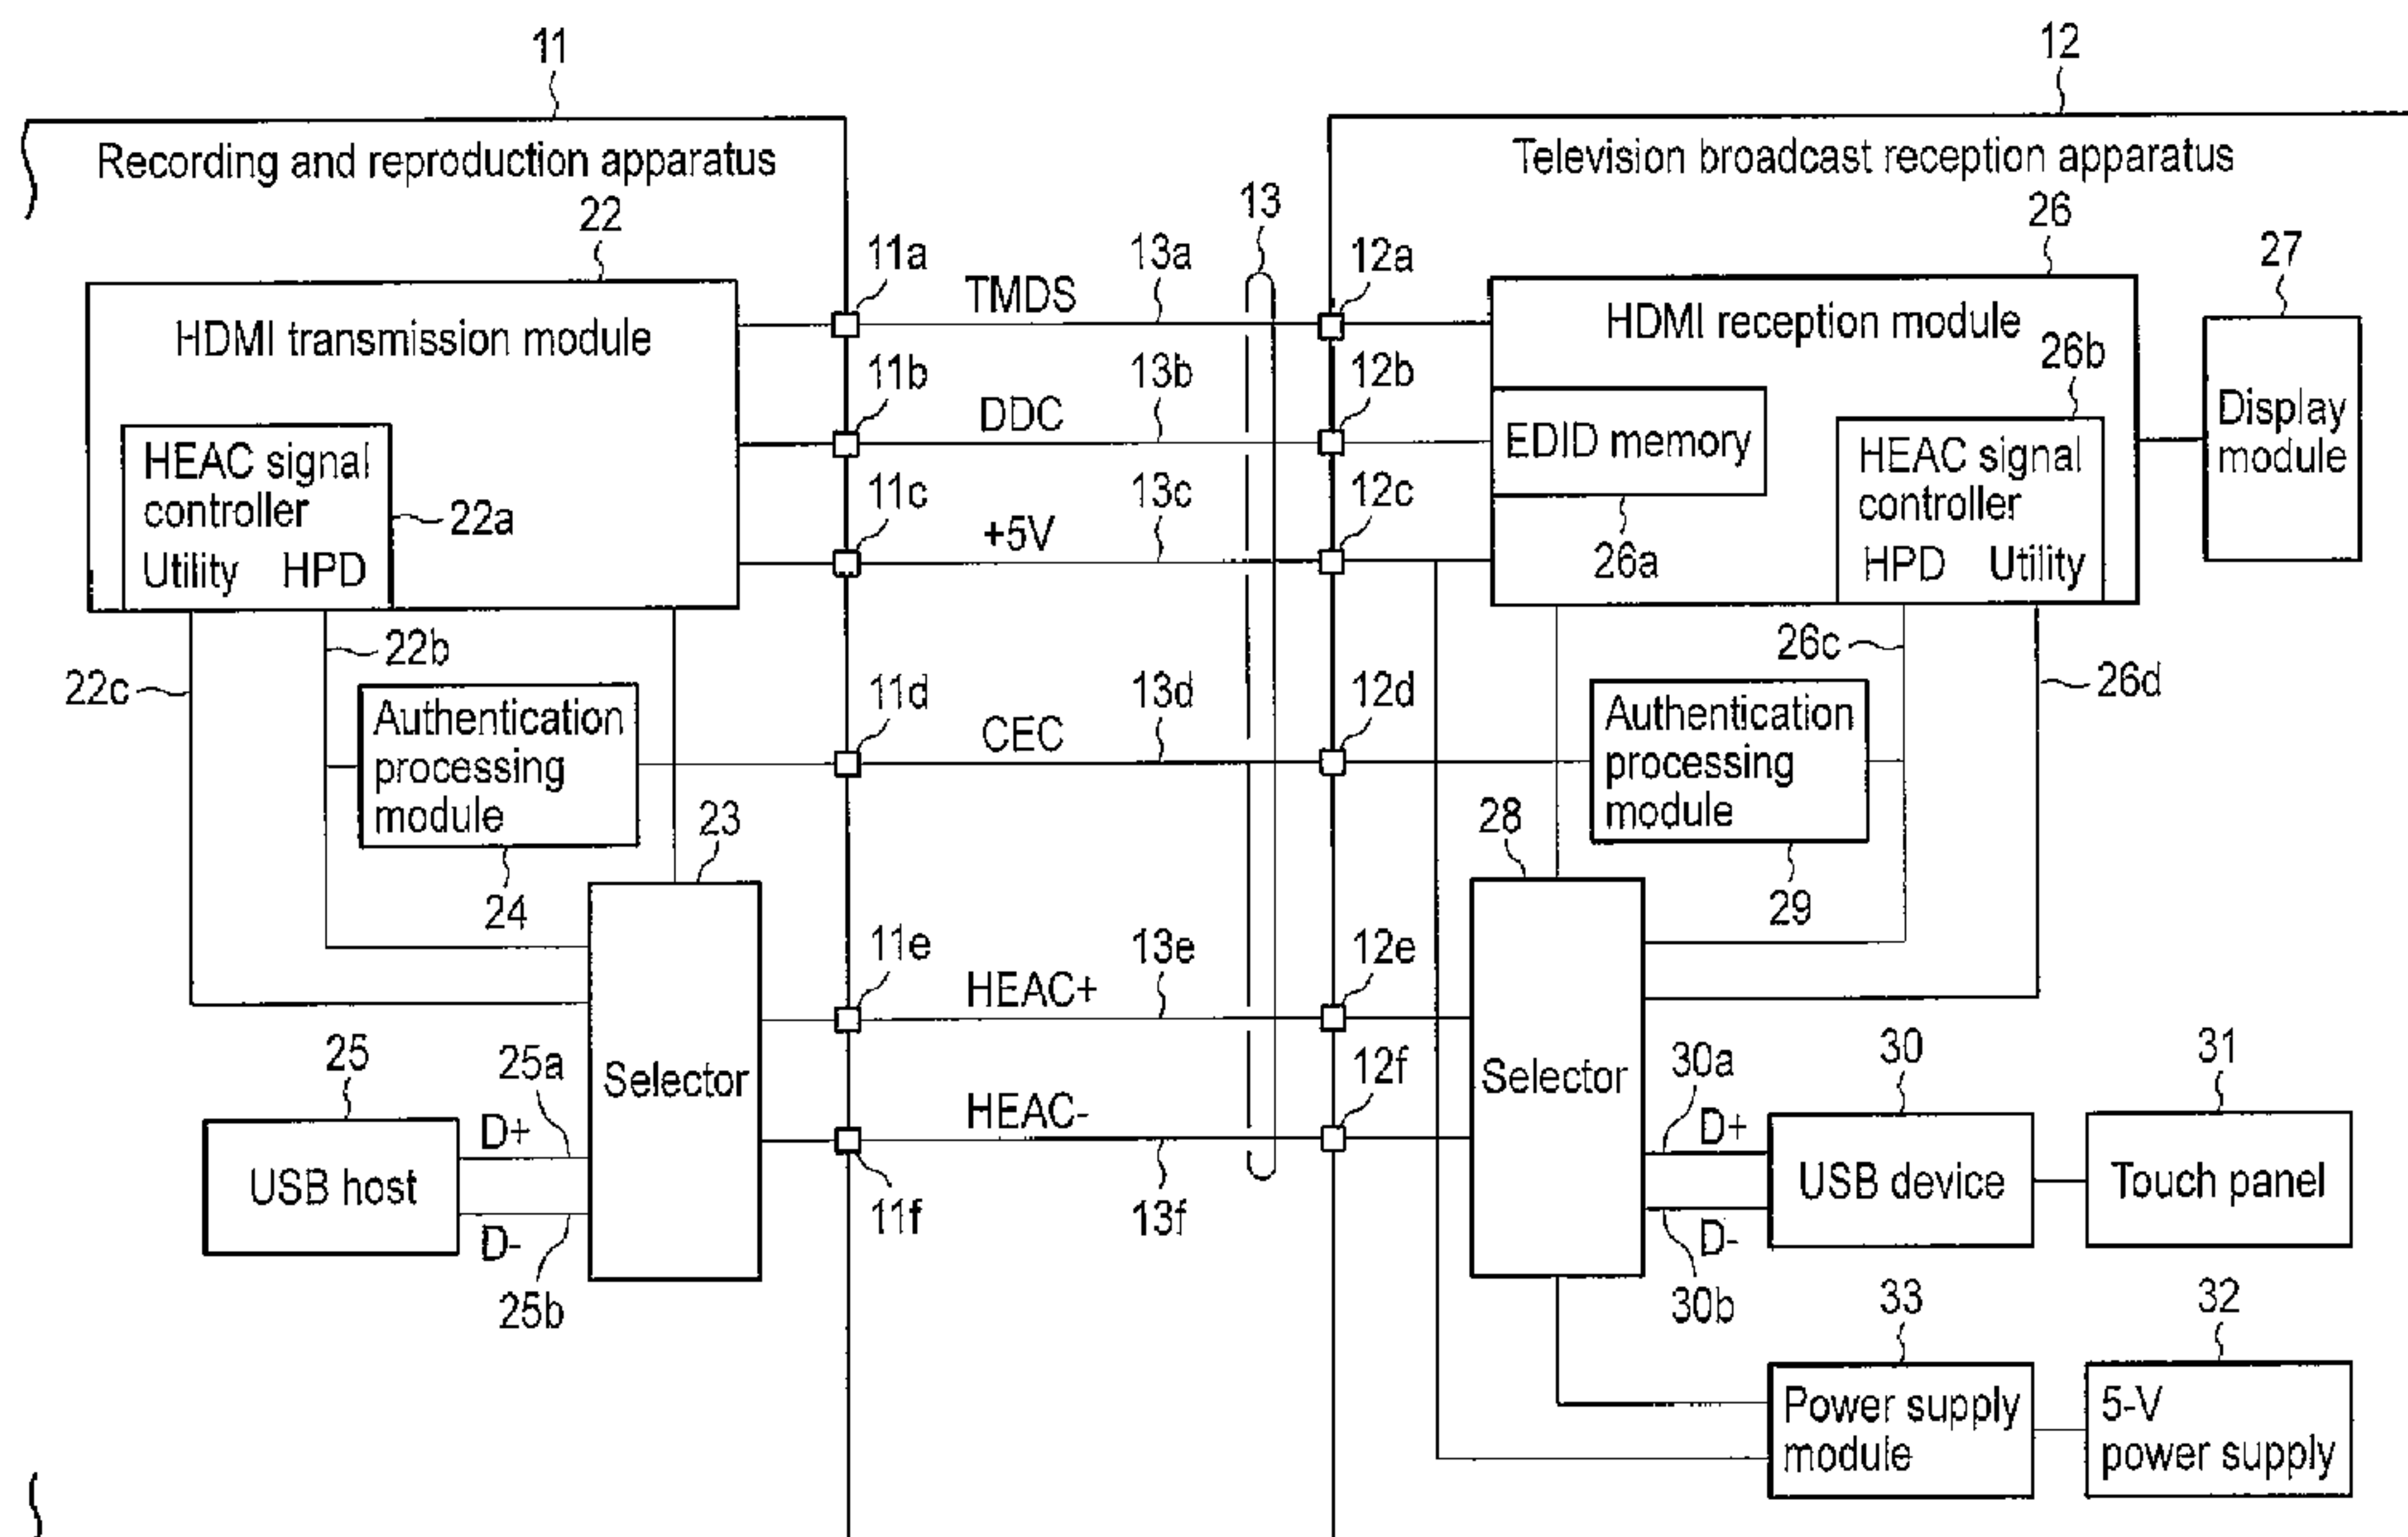 11
12
Recording and reproduction apparatus
Television broadcast reception apparatus
22
13
26
27
11a
TMDS
13a
12a
HDMI transmission module
HDMI reception module
26b
11b
DDC
13b
12b
EDID memory
Display
module
HEAC signal
controller
Utility HPD
22a
11c
+5V
13c
12c
26a
HEAC signal
controller
HPD Utility
22b
22c
26c
26d
11d
CEC
13d
12d
Authentication
processing
module
24
23
Authentication
processing
module
29
28
11e
HEAC+
13e
12e
25
25a
Selector
Selector
30a
30
31
USB host
D+
D-
25b
HEAC-
11f
13f
12f
D+
D-
30b
USB device
Touch panel
33
32
Power supply
module
5-V
power supply